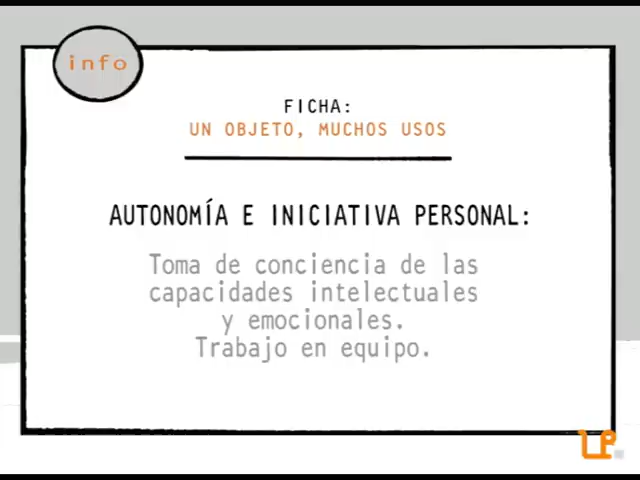 info
FICHA:
UN OBJETO, MUCHOS USOS
AUTONOMÍA E INICIATIVA PERSONAL:
Toma de conciencia de las
capacidades intelectuales
y emocionales.
Trabajo en equipo.
LP